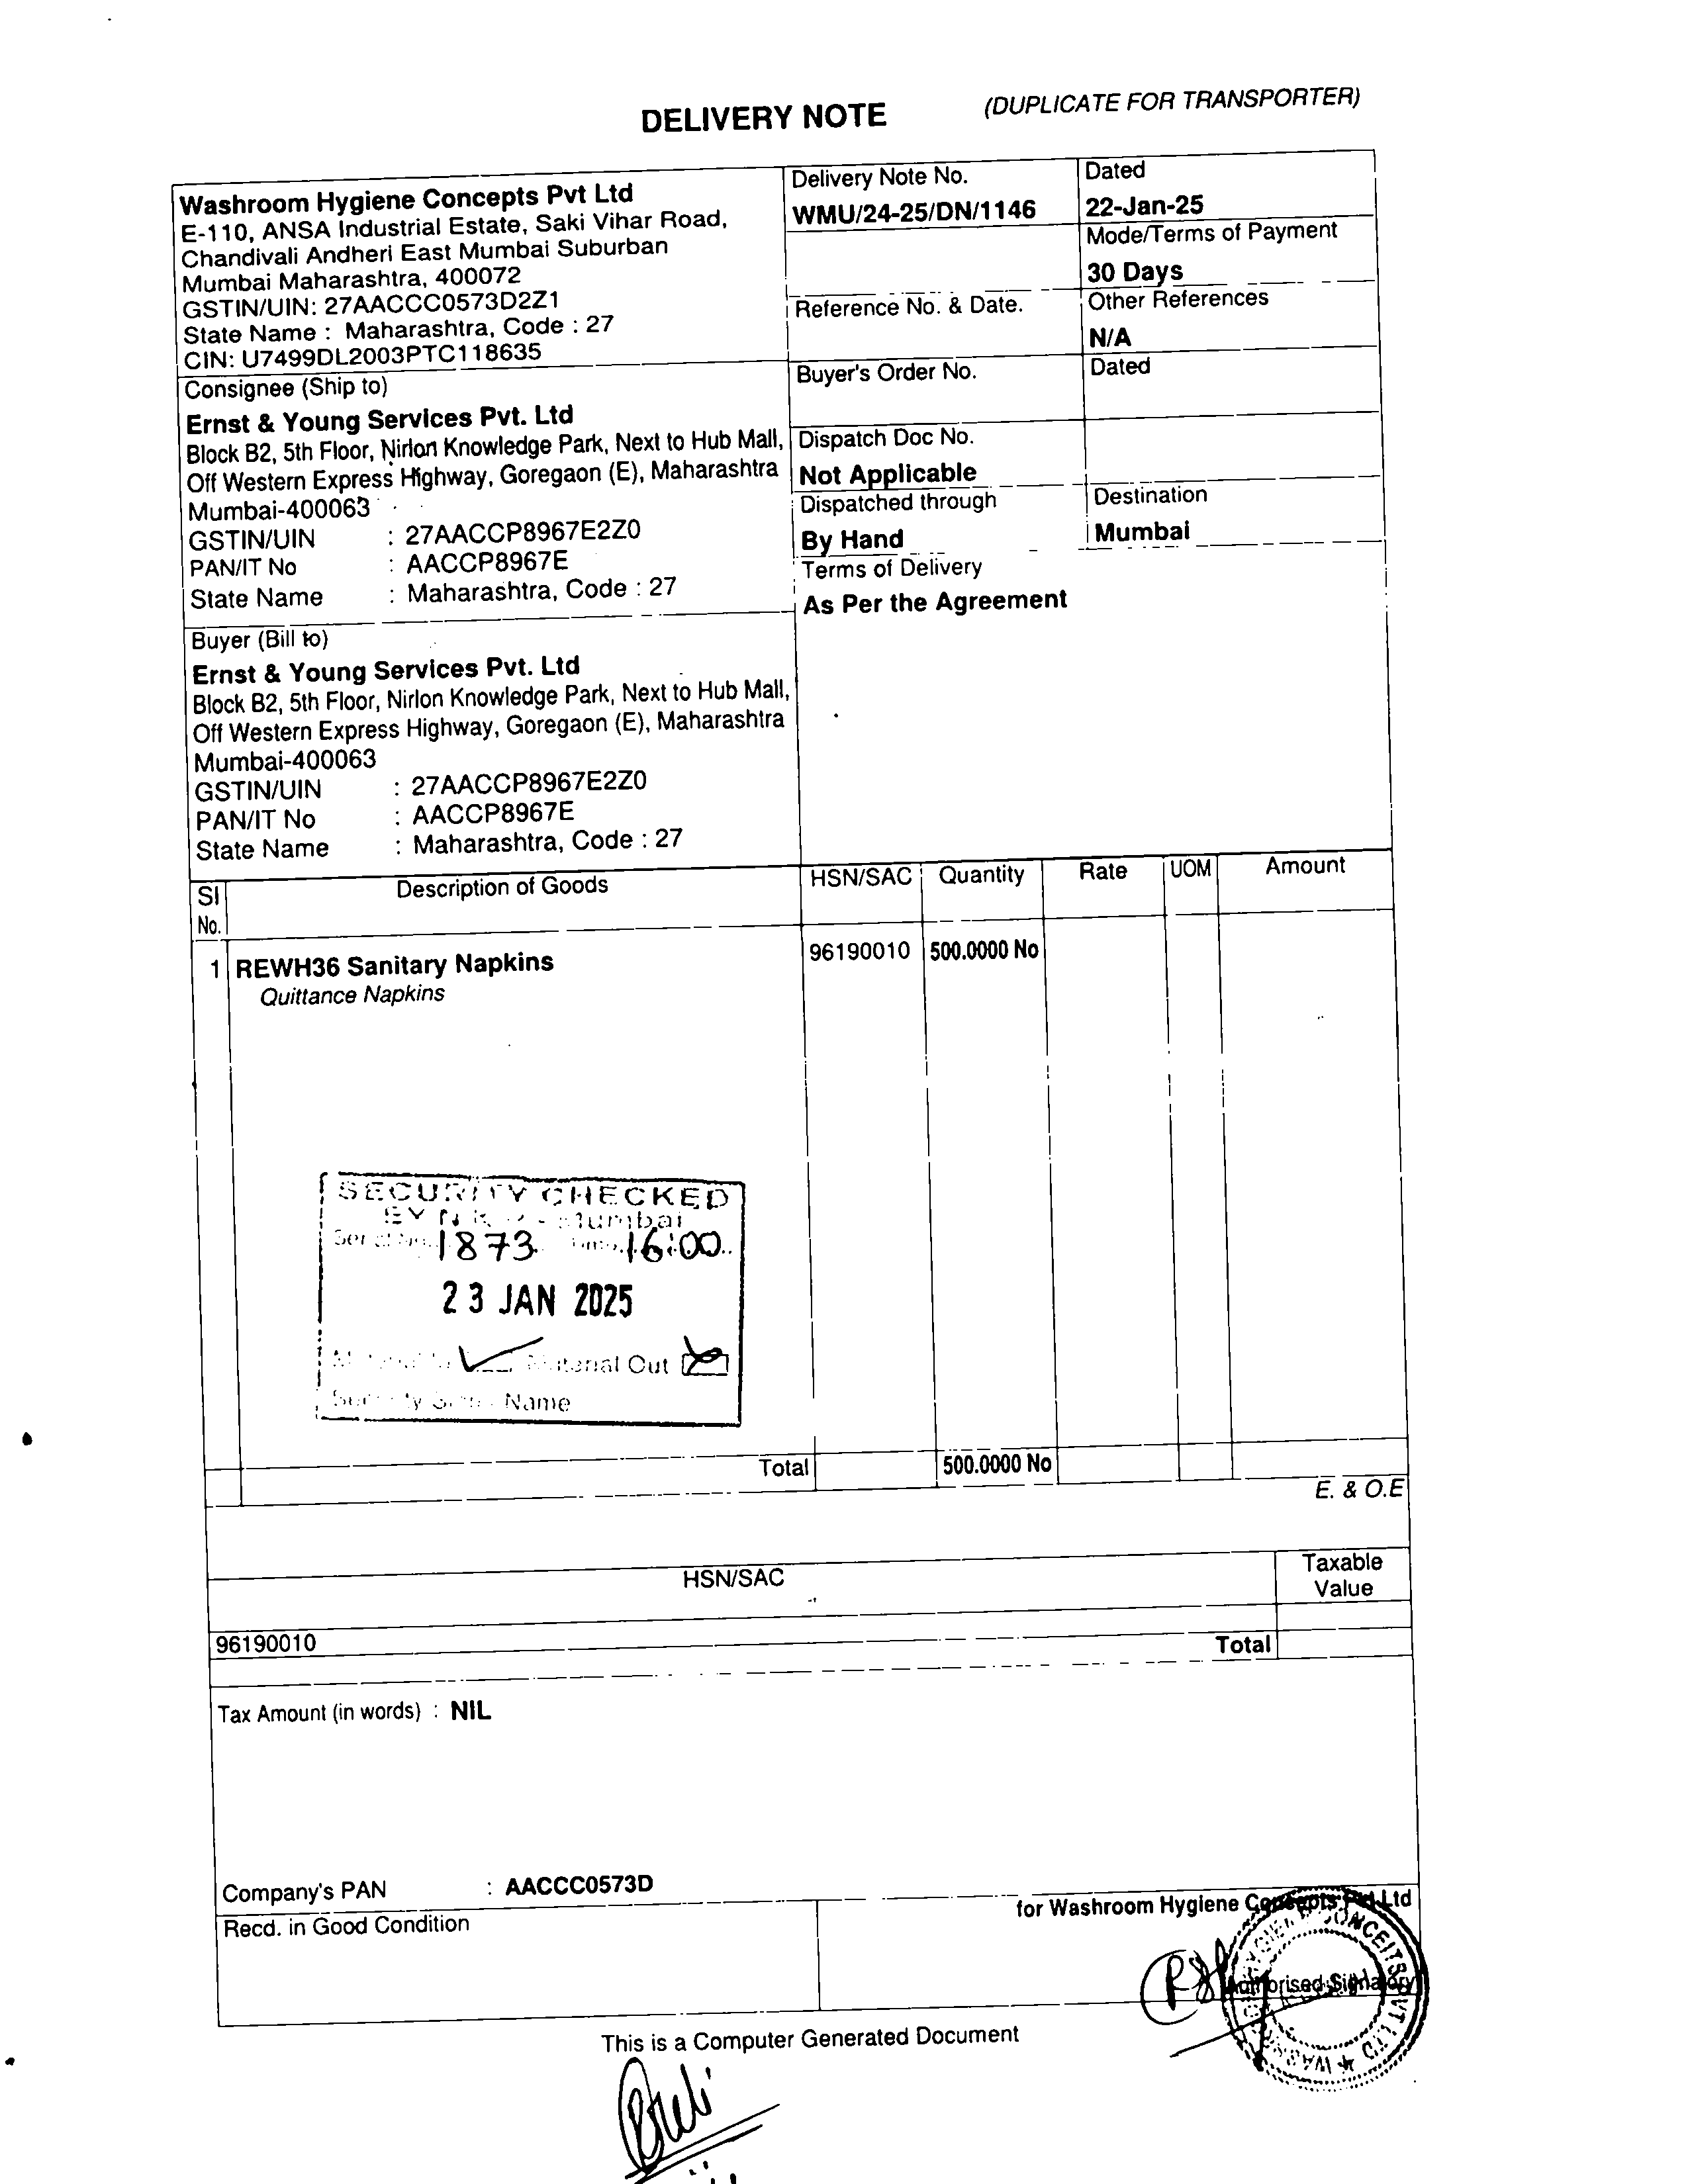 DELIVERY NOTE
(DUPLICATE FOR TRANSPORTER)
Washroom Hygiene Concepts Pvt Ltd
E-110, ANSA Industrial Estate, Saki Vihar Road,
Chandivali Andheri East Mumbai Suburban
Mumbai Maharashtra, 400072
GSTIN/UIN: 27AACCC0573D2Z1
State Name : Maharashtra, Code : 27
CIN: U7499DL2003PTC118635
Delivery Note No.
WMU/24-25/DN/1146
Dated
22-Jan-25
Mode/Terms of Payment
30 Days
Reference No. & Date.
Other References
N/A
Buyer's Order No.
Dated
Dispatch Doc No.
Not Applicable
Dispatched through
By Hand
Destination
Mumbai
Terms of Delivery
As Per the Agreement
Consignee (Ship to)
Ernst & Young Services Pvt. Ltd
Block B2, 5th Floor, Nirlon Knowledge Park, Next to Hub Mall,
Off Western Express Highway, Goregaon (E), Maharashtra
Mumbai-400063
GSTIN/UIN : 27AACCP8967E2Z0
PAN/IT No : AACCP8967E
State Name : Maharashtra, Code : 27
Buyer (Bill to)
Ernst & Young Services Pvt. Ltd
Block B2, 5th Floor, Nirlon Knowledge Park, Next to Hub Mall,
Off Western Express Highway, Goregaon (E), Maharashtra
Mumbai-400063
GSTIN/UIN : 27AACCP8967E2Z0
PAN/IT No : AACCP8967E
State Name : Maharashtra, Code : 27
Sl No. Description of Goods HSN/SAC Quantity Rate UOM Amount
1 REWH36 Sanitary Napkins 96190010 500.0000 No
Quittance Napkins
SECURITY CHECKED
BY Mumbai
Serial No. 1873 Time 16:00
23 JAN 2025
Material Out
Security Name
Total 500.0000 No
E. & O.E
HSN/SAC Taxable Value
96190010
Total
Tax Amount (in words) : NIL
Company's PAN : AACCC0573D
Recd. in Good Condition
for Washroom Hygiene Concepts Pvt Ltd
Authorised Signatory
This is a Computer Generated Document